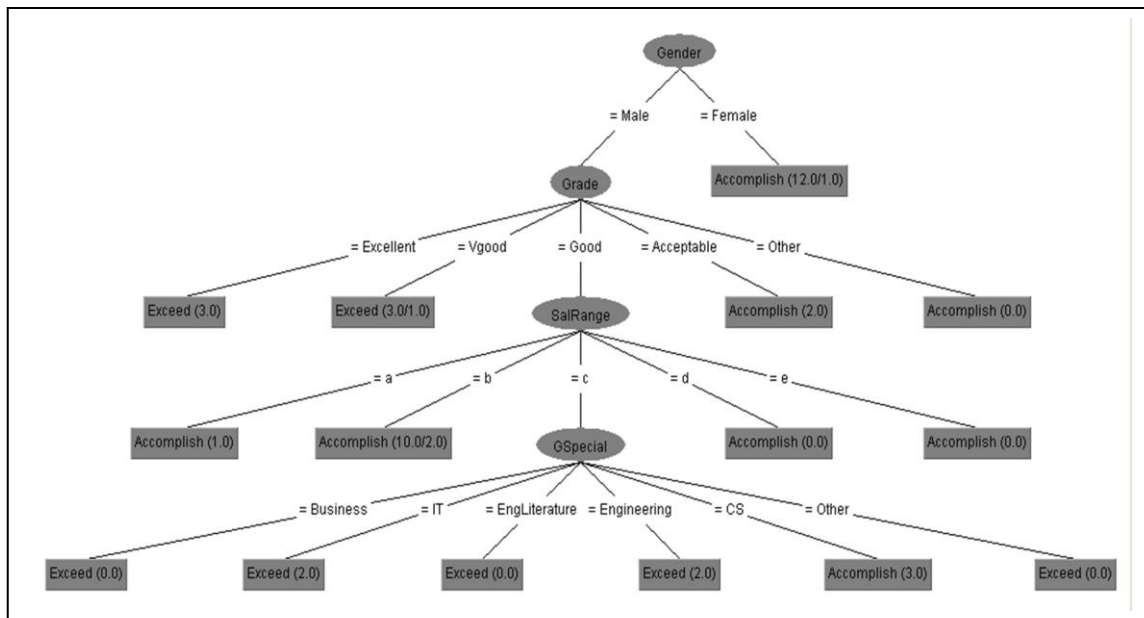 Gender
= Male = Female
Grade Accomplish (12.0/1.0)
= Excellent = Vgood = Good = Acceptable = Other
Exceed (3.0) Exceed (3.0/1.0) SalRange Accomplish (2.0) Accomplish (0.0)
= a = b = c = d = e
Accomplish (1.0) Accomplish (10.0/2.0) GSpecial Accomplish (0.0) Accomplish (0.0)
= Business = IT = EngLiterature = Engineering = CS = Other
Exceed (0.0) Exceed (2.0) Exceed (0.0) Exceed (2.0) Accomplish (3.0) Exceed (0.0)